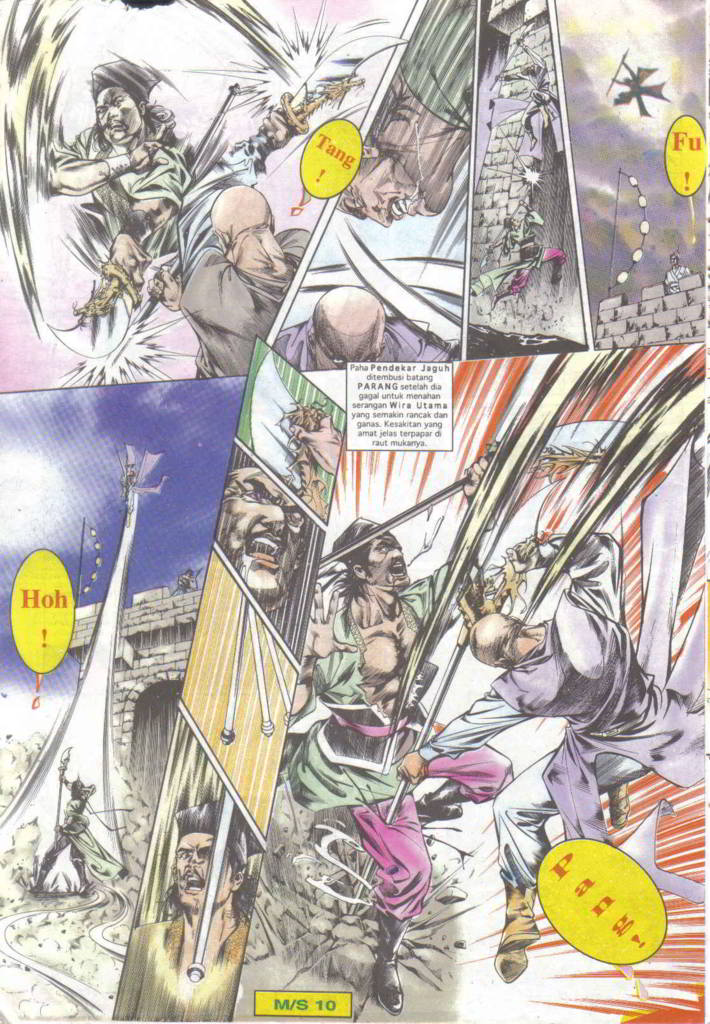 Tang
!
Fu
!
Paha Pendekar Jaguh
ditembusi batang
PARANG setelah dia
gagal untuk menahan
serangan Wira Utama
yang semakin rancak dan
ganas. Kesakitan yang
amat jelas terpapar di
raut mukanya.
Hoh
!
Pang!
M/S 10